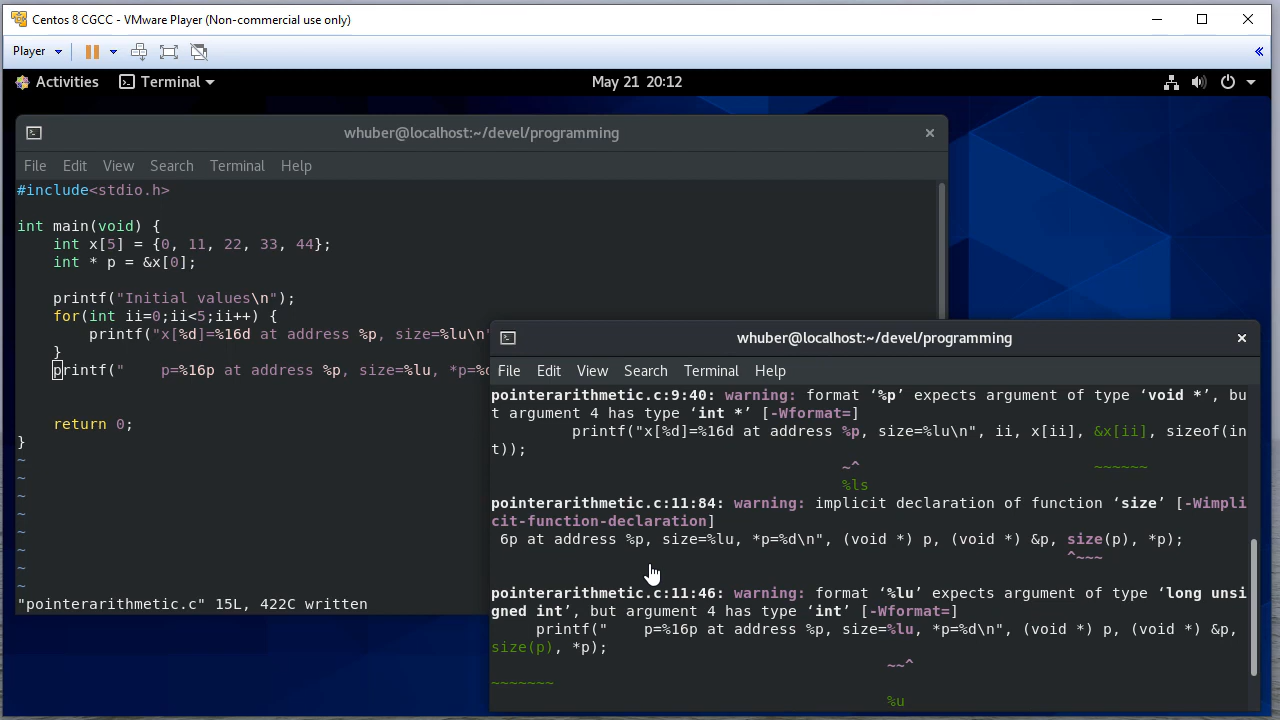 Centos 8 CGCC - VMware Player (Non-commercial use only)
Player
Activities Terminal May 21 20:12
whuber@localhost:~/devel/programming
File Edit View Search Terminal Help
#include<stdio.h>
int main(void) {
    int x[5] = {0, 11, 22, 33, 44};
    int * p = &x[0];
    printf("Initial values\n");
    for(int ii=0;ii<5;ii++) {
        printf("x[%d]=%16d at address %p, size=%lu\n"
    }
    printf("    p=%16p at address %p, size=%lu, *p=%d
    return 0;
}
~
~
~
~
~
~
~
~
"pointerarithmetic.c" 15L, 422C written
whuber@localhost:~/devel/programming
File Edit View Search Terminal Help
pointerarithmetic.c:9:40: warning: format ‘%p’ expects argument of type ‘void *’, bu
t argument 4 has type ‘int *’ [-Wformat=]
         printf("x[%d]=%16d at address %p, size=%lu\n", ii, x[ii], &x[ii], sizeof(in
t));
~^ ~~~~~~
%ls
pointerarithmetic.c:11:84: warning: implicit declaration of function ‘size’ [-Wimpli
cit-function-declaration]
 6p at address %p, size=%lu, *p=%d\n", (void *) p, (void *) &p, size(p), *p);
^~~~
pointerarithmetic.c:11:46: warning: format ‘%lu’ expects argument of type ‘long unsi
gned int’, but argument 4 has type ‘int’ [-Wformat=]
     printf("    p=%16p at address %p, size=%lu, *p=%d\n", (void *) p, (void *) &p,
size(p), *p);
~~^
~~~~~~~
%u